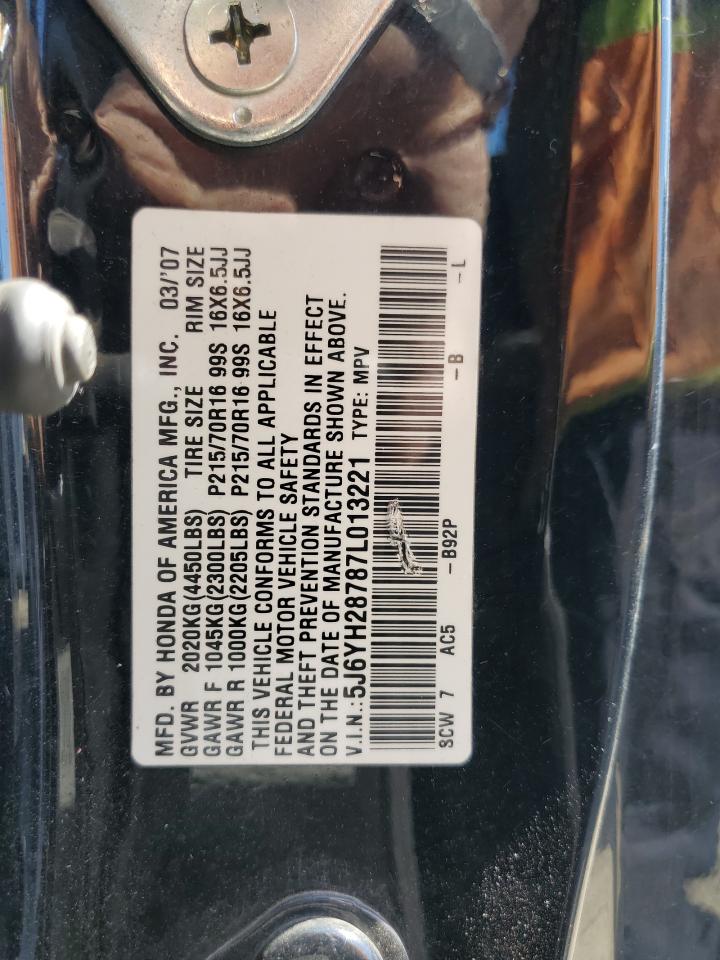 MFD. BY HONDA OF AMERICA MFG., INC. 03/'07
GVWR 2020KG(4450LBS) TIRE SIZE RIM SIZE
GAWR F 1045KG(2300LBS) P215/70R16 99S 16X6.5JJ
GAWR R 1000KG(2205LBS) P215/70R16 99S 16X6.5JJ
THIS VEHICLE CONFORMS TO ALL APPLICABLE
FEDERAL MOTOR VEHICLE SAFETY
AND THEFT PREVENTION STANDARDS IN EFFECT
ON THE DATE OF MANUFACTURE SHOWN ABOVE.
V.I.N.:5J6YH28787L013221 TYPE: MPV
SCW 7 AC5 -B92P -B -L